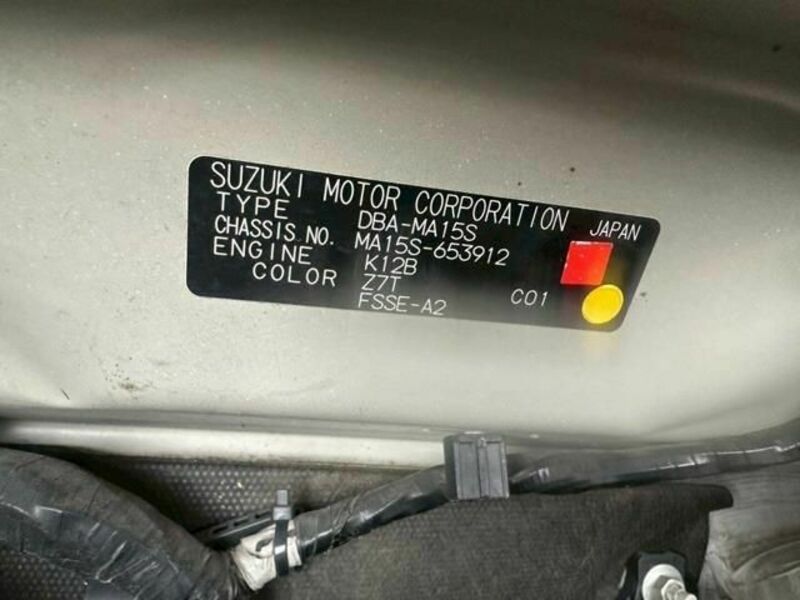 SUZUKI MOTOR CORPORATION JAPAN
TYPE DBA-MA15S
CHASSIS NO. MA15S-653912
ENGINE K12B
COLOR Z7T
FSSE-A2 C01